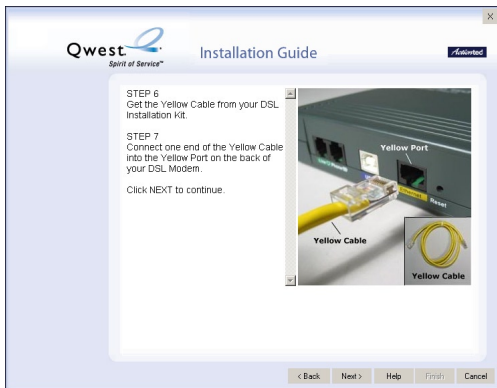 X
Qwest
Spirit of Service™
Installation Guide
Actiontec
STEP 6
Get the Yellow Cable from your DSL
Installation Kit.
STEP 7
Connect one end of the Yellow Cable
into the Yellow Port on the back of
your DSL Modem.
Click NEXT to continue.
Yellow Port
Reset
Yellow Cable
Yellow Cable
< Back
Next >
Help
Finish
Cancel